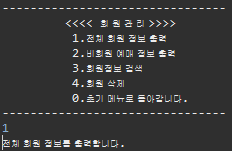 --------------------------------
<<<< 회 원 관 리 >>>>
1.전체 회원 정보 출력
2.비회원 예매 정보 출력
3.회원정보 검색
4.회원 삭제
0.초기 메뉴로 돌아갑니다.
--------------------------------
1
전체 회원 정보를 출력합니다.